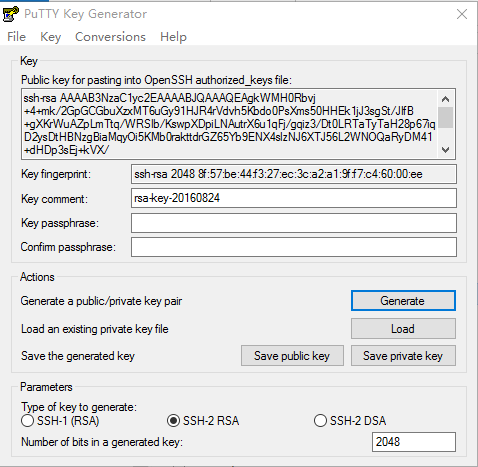 PuTTY Key Generator
File Key Conversions Help
Key
Public key for pasting into OpenSSH authorized_keys file:
ssh-rsa AAAAB3NzaC1yc2EAAAABJQAAAQEAgkWMH0Rbvj
+4+mk/2GpGCGbuXzxMT6uGy91HJR4rVdvh5Kbdo0PsXms50HHEk1jJ3sgSt/JlfB
+gXKrWuAZpLmTtq/WRSIb/KswpXDpiLNAutrX6u1qFj/gqiz3/Dt0LRTaTyTaH28p67iq
D2ysDtHBNzgBiaMqyOi5KMb0rakttdrGZ65Yb9ENX4slzNJ6XTJ56L2WNOQaRyDM41
+dHDp3sEj+kVX/
Key fingerprint: ssh-rsa 2048 8f:57:be:44:f3:27:ec:3c:a2:a1:9f:f7:c4:60:00:ee
Key comment: rsa-key-20160824
Key passphrase:
Confirm passphrase:
Actions
Generate a public/private key pair Generate
Load an existing private key file Load
Save the generated key Save public key Save private key
Parameters
Type of key to generate:
SSH-1 (RSA) SSH-2 RSA SSH-2 DSA
Number of bits in a generated key: 2048